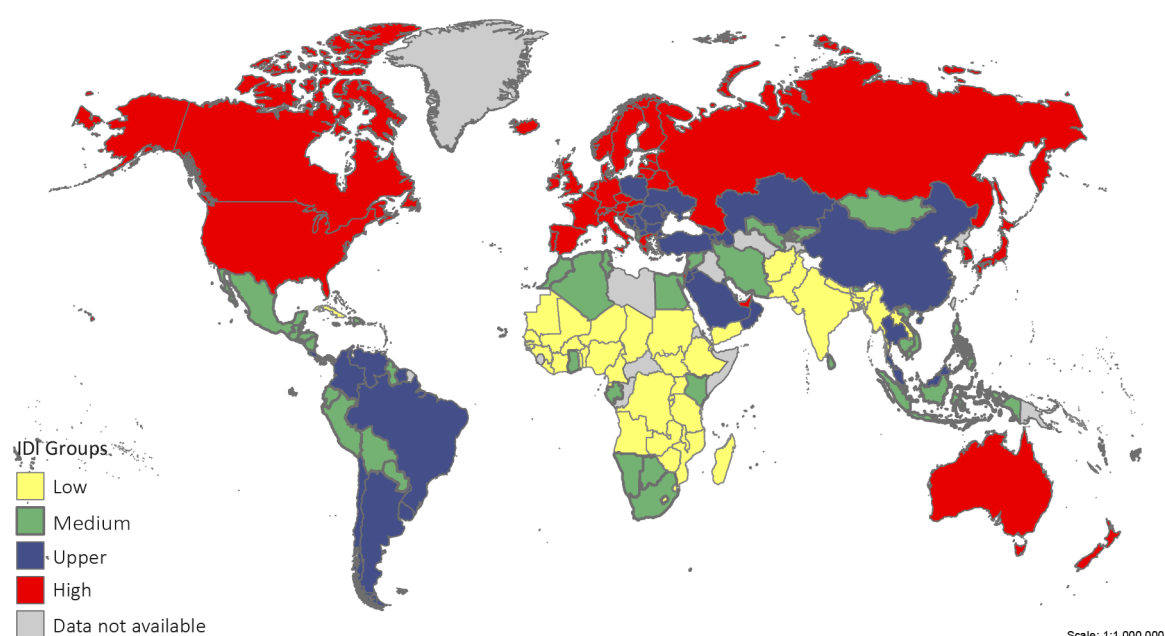 IDI Groups
Low
Medium
Upper
High
Data not available
Scale: 1:1 000 000